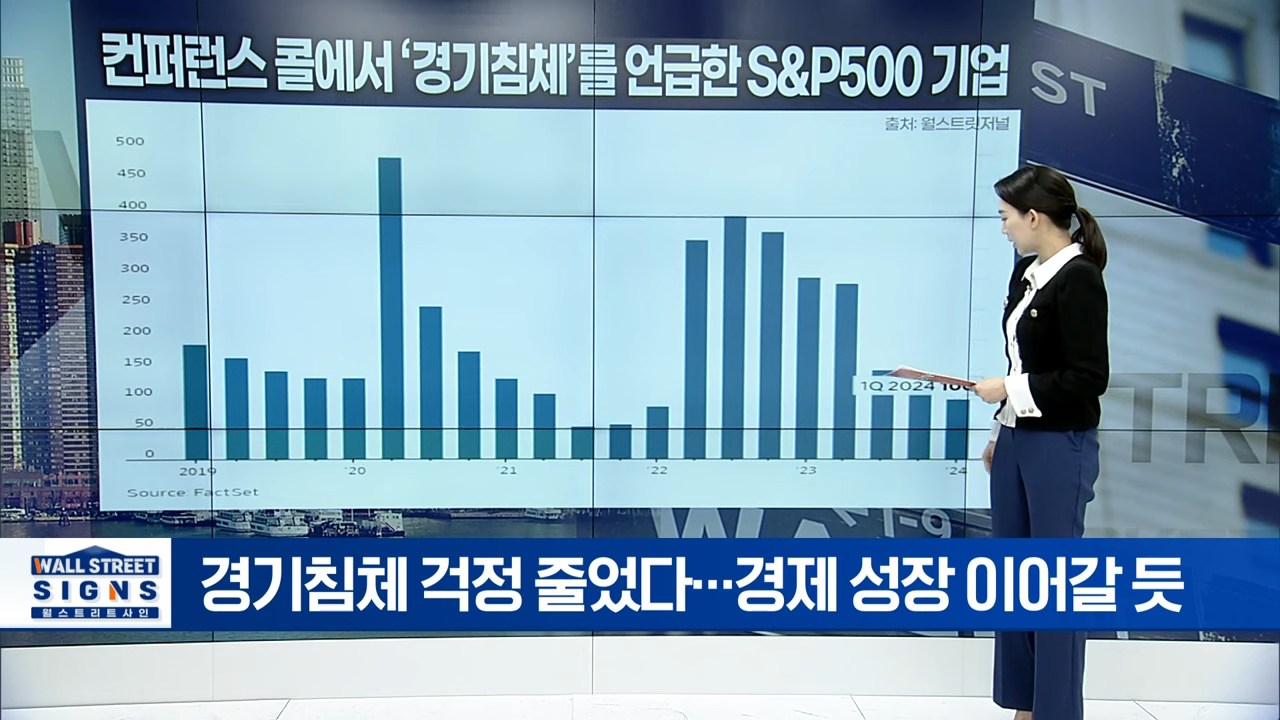 컨퍼런스 콜에서 ‘경기침체’를 언급한 S&P500 기업
출처: 월스트릿저널
ST
500
450
400
350
300
250
200
150
100
50
0
1Q 2024 100
2019
'20
'21
'22
'23
'24
Source: FactSet
WALL STREET
SIGNS
월스트리트사인
경기침체 걱정 줄었다…경제 성장 이어갈 듯